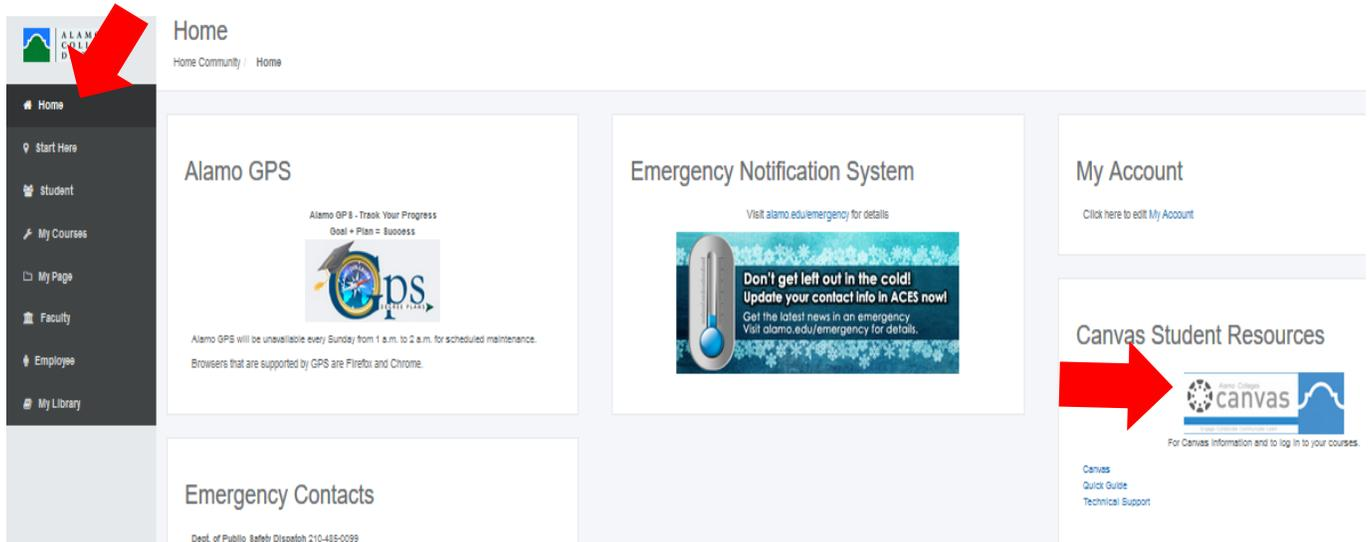 Home
Home Community / Home
Home
Start Here
Student
My Courses
My Page
Faculty
Employee
My Library
Alamo GPS
Alamo GPS - Track Your Progress
Goal + Plan = Success
Gps
DEGREE PLANS
Alamo GPS will be unavailable every Sunday from 1 a.m. to 2 a.m. for scheduled maintenance.
Browsers that are supported by GPS are Firefox and Chrome.
Emergency Contacts
Dept. of Public Safety Dispatch 210-485-0099
Emergency Notification System
Visit alamo.edu/emergency for details
Don't get left out in the cold!
Update your contact info in ACES now!
Get the latest news in an emergency
Visit alamo.edu/emergency for details.
My Account
Click here to edit My Account
Canvas Student Resources
Alamo Colleges
canvas
For Canvas information and to log in to your courses.
Canvas
Quick Guide
Technical Support